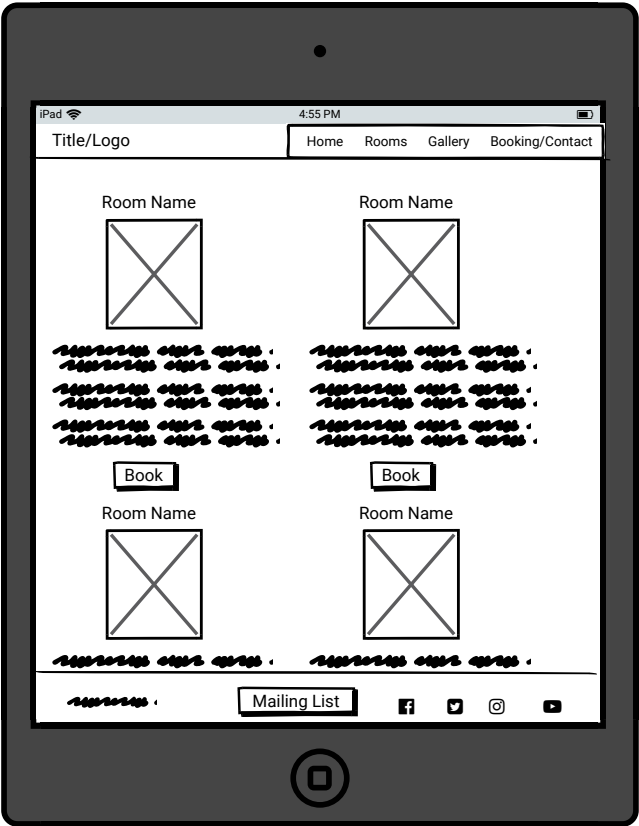 iPad 4:55 PM
Title/Logo Home Rooms Gallery Booking/Contact
Room Name Room Name
Book Book
Room Name Room Name
Mailing List